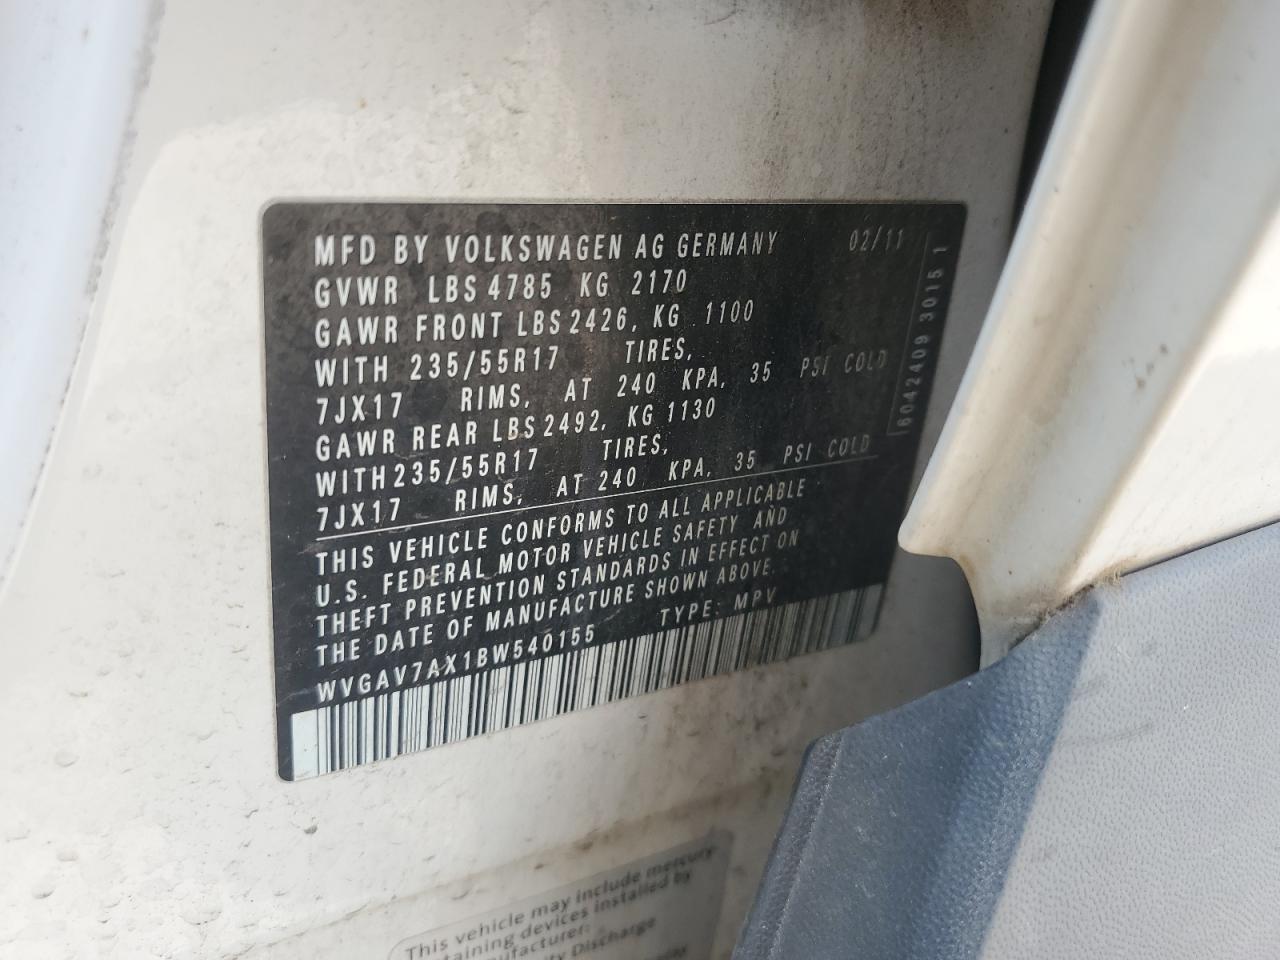 MFD BY VOLKSWAGEN AG GERMANY 02/11
GVWR LBS 4785 KG 2170
GAWR FRONT LBS 2426, KG 1100
WITH 235/55R17 TIRES,
7JX17 RIMS, AT 240 KPA, 35 PSI COLD
GAWR REAR LBS 2492, KG 1130
WITH 235/55R17 TIRES,
7JX17 RIMS, AT 240 KPA, 35 PSI COLD
THIS VEHICLE CONFORMS TO ALL APPLICABLE
U.S. FEDERAL MOTOR VEHICLE SAFETY AND
THEFT PREVENTION STANDARDS IN EFFECT ON
THE DATE OF MANUFACTURE SHOWN ABOVE.
WVGAV7AX1BW540155 TYPE: MPV
6042409 3015 1
This vehicle may include mercury
devices installed by
Discharge